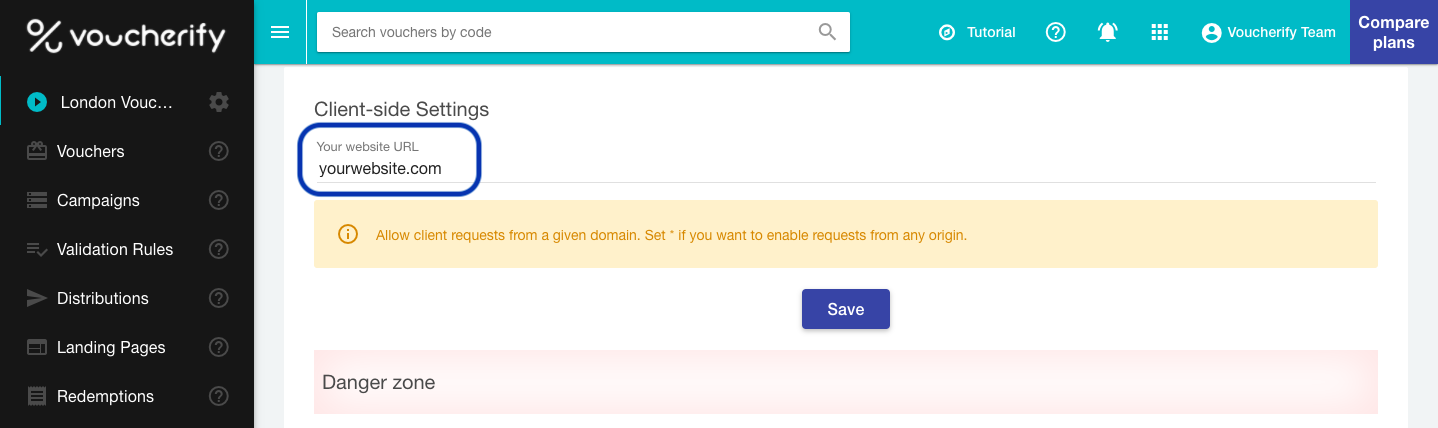 voucherify
Search vouchers by code
Tutorial
Voucherify Team
Compare
plans
London Vouc...
Vouchers
Campaigns
Validation Rules
Distributions
Landing Pages
Redemptions
Client-side Settings
Your website URL
yourwebsite.com
Allow client requests from a given domain. Set * if you want to enable requests from any origin.
Save
Danger zone